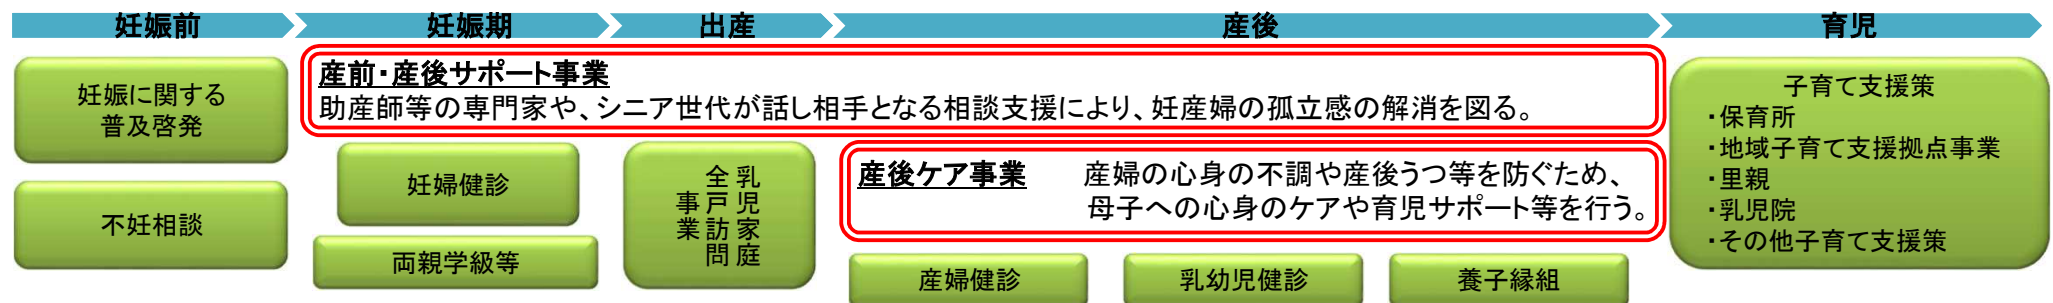 妊娠前
妊娠期
出産
産後
育児
妊娠に関する
普及啓発
不妊相談
産前・産後サポート事業
助産師等の専門家や、シニア世代が話し相手となる相談支援により、妊産婦の孤立感の解消を図る。
妊婦健診
両親学級等
乳児家庭
全戸訪問
事業
産後ケア事業 産婦の心身の不調や産後うつ等を防ぐため、
母子への心身のケアや育児サポート等を行う。
産婦健診
乳幼児健診
養子縁組
子育て支援策
・保育所
・地域子育て支援拠点事業
・里親
・乳児院
・その他子育て支援策